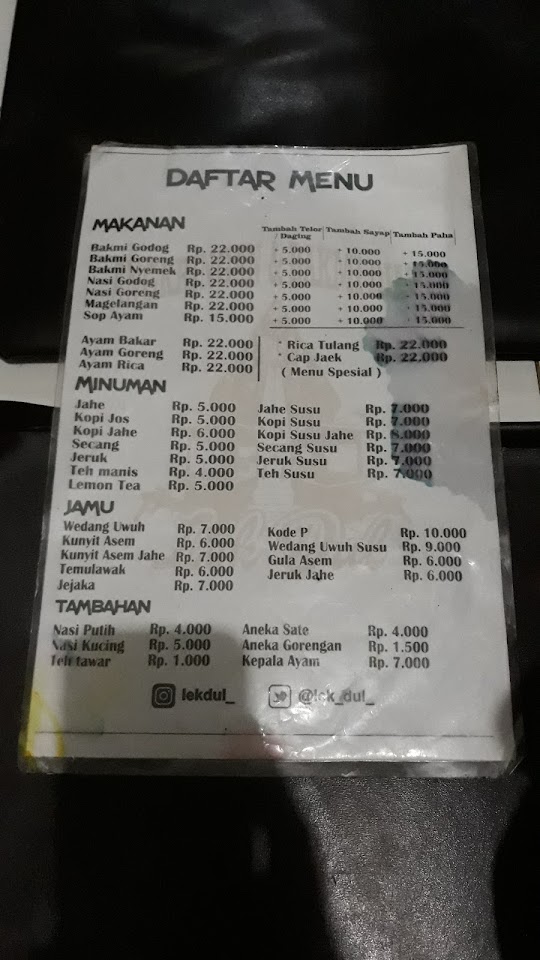 DAFTAR MENU
MAKANAN Tambah Telor / Daging Tambah Sayap Tambah Paha
Bakmi Godog Rp. 22.000 + 5.000 + 10.000 + 15.000
Bakmi Goreng Rp. 22.000 + 5.000 + 10.000 + 15.000
Bakmi Nyemek Rp. 22.000 + 5.000 + 10.000 + 15.000
Nasi Godog Rp. 22.000 + 5.000 + 10.000 + 15.000
Nasi Goreng Rp. 22.000 + 5.000 + 10.000 + 15.000
Magelangan Rp. 22.000 + 5.000 + 10.000 + 15.000
Sop Ayam Rp. 15.000 + 5.000 + 10.000 + 15.000
Ayam Bakar Rp. 22.000 * Rica Tulang Rp. 22.000
Ayam Goreng Rp. 22.000 * Cap Jaek Rp. 22.000
Ayam Rica Rp. 22.000 ( Menu Spesial )
MINUMAN
Jahe Rp. 5.000 Jahe Susu Rp. 7.000
Kopi Jos Rp. 5.000 Kopi Susu Rp. 7.000
Kopi Jahe Rp. 6.000 Kopi Susu Jahe Rp. 8.000
Secang Rp. 5.000 Secang Susu Rp. 7.000
Jeruk Rp. 5.000 Jeruk Susu Rp. 7.000
Teh manis Rp. 4.000 Teh Susu Rp. 7.000
Lemon Tea Rp. 5.000
JAMU
Wedang Uwuh Rp. 7.000 Kode P Rp. 10.000
Kunyit Asem Rp. 6.000 Wedang Uwuh Susu Rp. 9.000
Kunyit Asem Jahe Rp. 7.000 Gula Asem Rp. 6.000
Temulawak Rp. 6.000 Jeruk Jahe Rp. 6.000
Jejaka Rp. 7.000
TAMBAHAN
Nasi Putih Rp. 4.000 Aneka Sate Rp. 4.000
Nasi Kucing Rp. 5.000 Aneka Gorengan Rp. 1.500
Teh tawar Rp. 1.000 Kepala Ayam Rp. 7.000
lekdul_ @lek_dul_